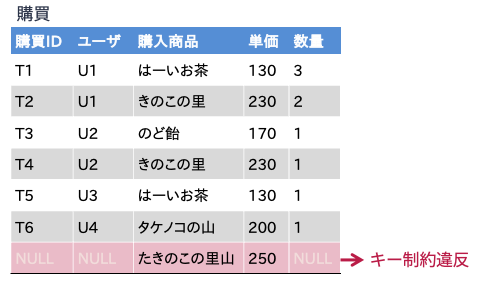 購買
購買ID ユーザ 購入商品 単価 数量
T1 U1 はーいお茶 130 3
T2 U1 きのこの里 230 2
T3 U2 のど飴 170 1
T4 U2 きのこの里 230 1
T5 U3 はーいお茶 130 1
T6 U4 タケノコの山 200 1
NULL NULL たきのこの里山 250 NULL キー制約違反